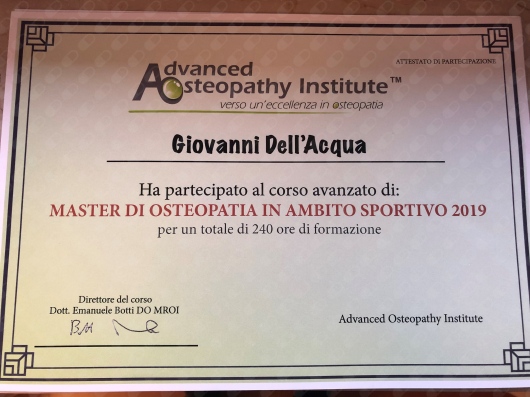 ATTESTATO DI PARTECIPAZIONE
Advanced
Osteopathy Institute™
verso un'eccellenza in osteopatia
Giovanni Dell'Acqua
Ha partecipato al corso avanzato di:
MASTER DI OSTEOPATIA IN AMBITO SPORTIVO 2019
per un totale di 240 ore di formazione
Direttore del corso
Dott. Emanuele Botti DO MROI
Advanced Osteopathy Institute